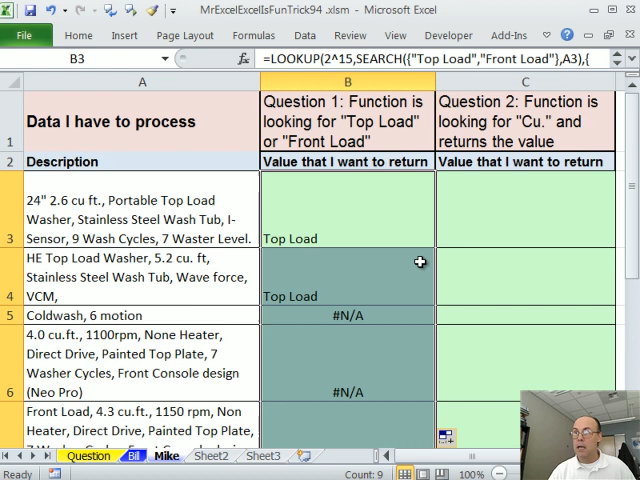 MrExcelExcelIsFunTrick94 .xlsm - Microsoft Excel
File Home Insert Page Layout Formulas Data Review View Developer Add-Ins
B3 fx =LOOKUP(2^15,SEARCH({"Top Load","Front Load"},A3),{
A B C
1
Data I have to process
Question 1: Function is
looking for "Top Load"
or "Front Load"
Question 2: Function is
looking for "Cu." and
returns the value
2 Description Value that I want to return Value that I want to return
24" 2.6 cu ft., Portable Top Load
Washer, Stainless Steel Wash Tub, I-
3 Sensor, 9 Wash Cycles, 7 Waster Level. Top Load
HE Top Load Washer, 5.2 cu. ft,
Stainless Steel Wash Tub, Wave force,
4 VCM, Top Load
5 Coldwash, 6 motion #N/A
4.0 cu.ft., 1100rpm, None Heater,
Direct Drive, Painted Top Plate, 7
Washer Cycles, Front Console design
6 (Neo Pro) #N/A
Front Load, 4.3 cu.ft., 1150 rpm, Non
Heater, Direct Drive, Painted Top
Question Bill Mike Sheet2 Sheet3
Ready Count: 9 100%